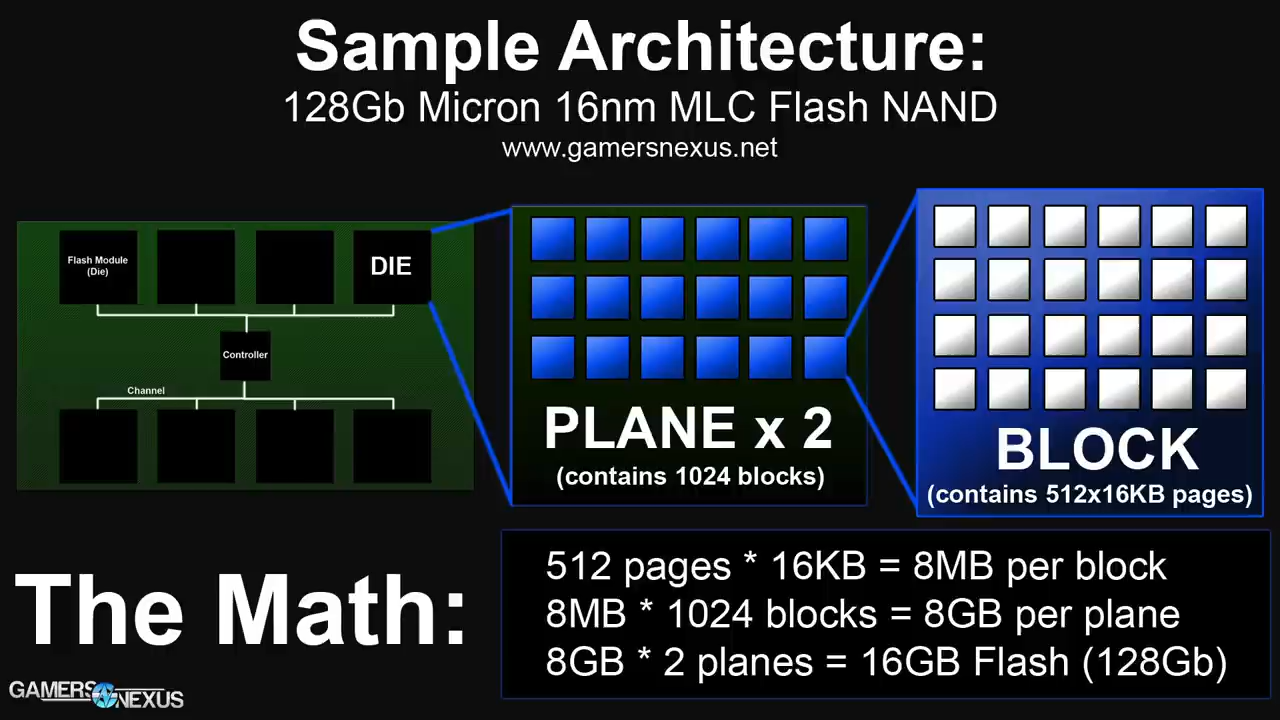 Sample Architecture:
128Gb Micron 16nm MLC Flash NAND
www.gamersnexus.net
Flash Module
(Die)
DIE
Controller
Channel
PLANE x 2
(contains 1024 blocks)
BLOCK
(contains 512x16KB pages)
The Math:
512 pages * 16KB = 8MB per block
8MB * 1024 blocks = 8GB per plane
8GB * 2 planes = 16GB Flash (128Gb)
GAMERS NEXUS